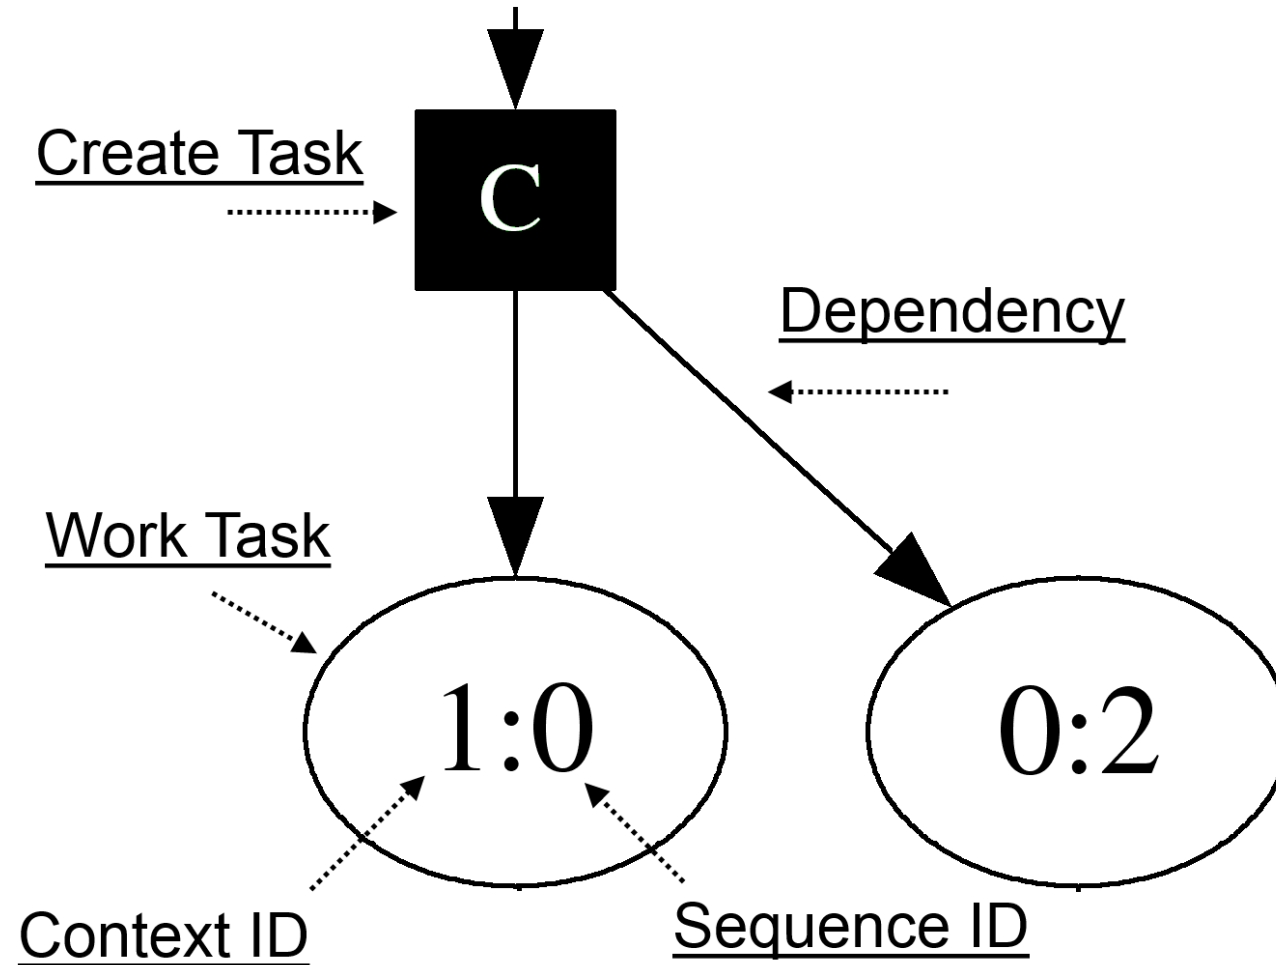 Create Task
C
Dependency
Work Task
1:0
0:2
Context ID
Sequence ID